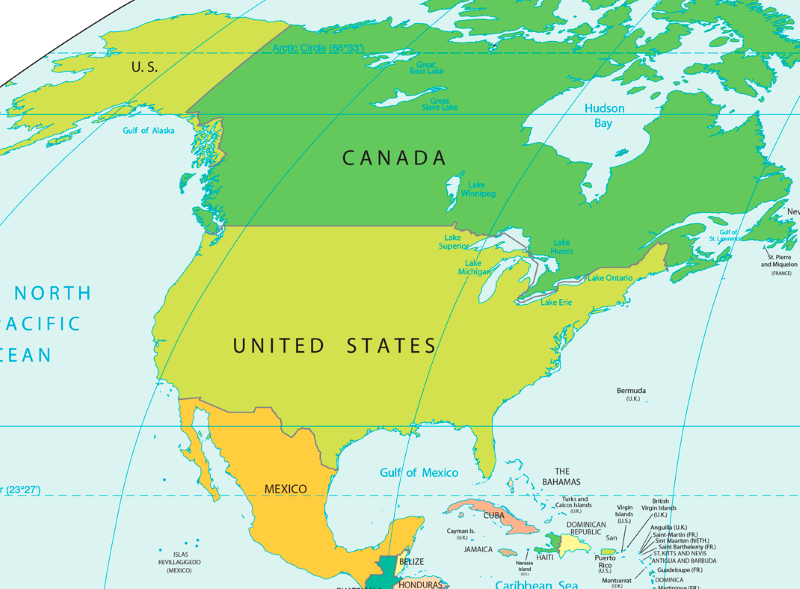 Arctic Circle (66°33')
U. S.
Great
Bear Lake
Great
Slave Lake
Hudson
Bay
Gulf of Alaska
CANADA
Lake
Winnipeg
New
Lake
Superior
Lake
Huron
Gulf of
St. Lawrence
St. Pierre
and Miquelon
(FRANCE)
Lake
Michigan
Lake Ontario
Lake Erie
NORTH
PACIFIC
OCEAN
UNITED STATES
Bermuda
(U.K.)
Gulf of Mexico
THE
BAHAMAS
r (23°27')
MEXICO
Turks and
Caicos Islands
(U.K.)
British
Virgin Islands
(U.K.)
Virgin
Islands
(U.S.)
CUBA
Cayman Is.
(U.K.)
DOMINICAN
REPUBLIC
San
Anguilla (U.K.)
Saint-Martin (FR.)
Sint Maarten (NETH.)
Saint Barthelemy (FR.)
ST. KITTS AND NEVIS
ANTIGUA AND BARBUDA
JAMAICA
HAITI
Navassa
Island
(U.S.)
Puerto
Rico
(U.S.)
ISLAS
REVILLAGIGEDO
(MEXICO)
BELIZE
Guadeloupe (FR.)
Montserrat
(U.K.)
DOMINICA
HONDURAS
Caribbean Sea
Martinique (FR.)